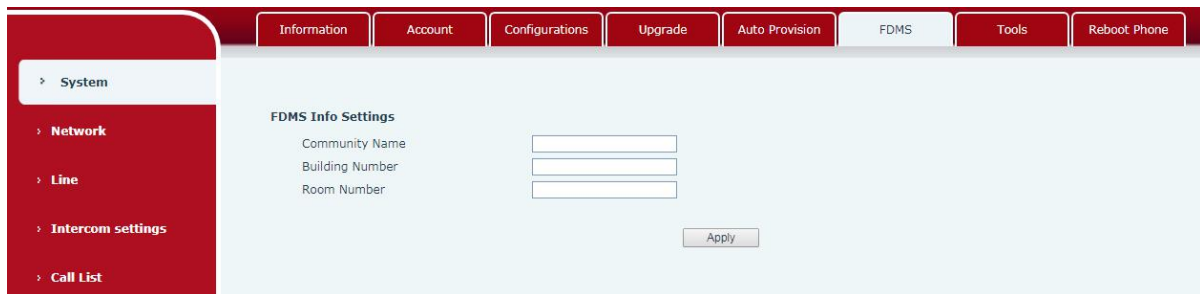 Information Account Configurations Upgrade Auto Provision FDMS Tools Reboot Phone
System
Network
Line
Intercom settings
Call List
FDMS Info Settings
Community Name
Building Number
Room Number
Apply